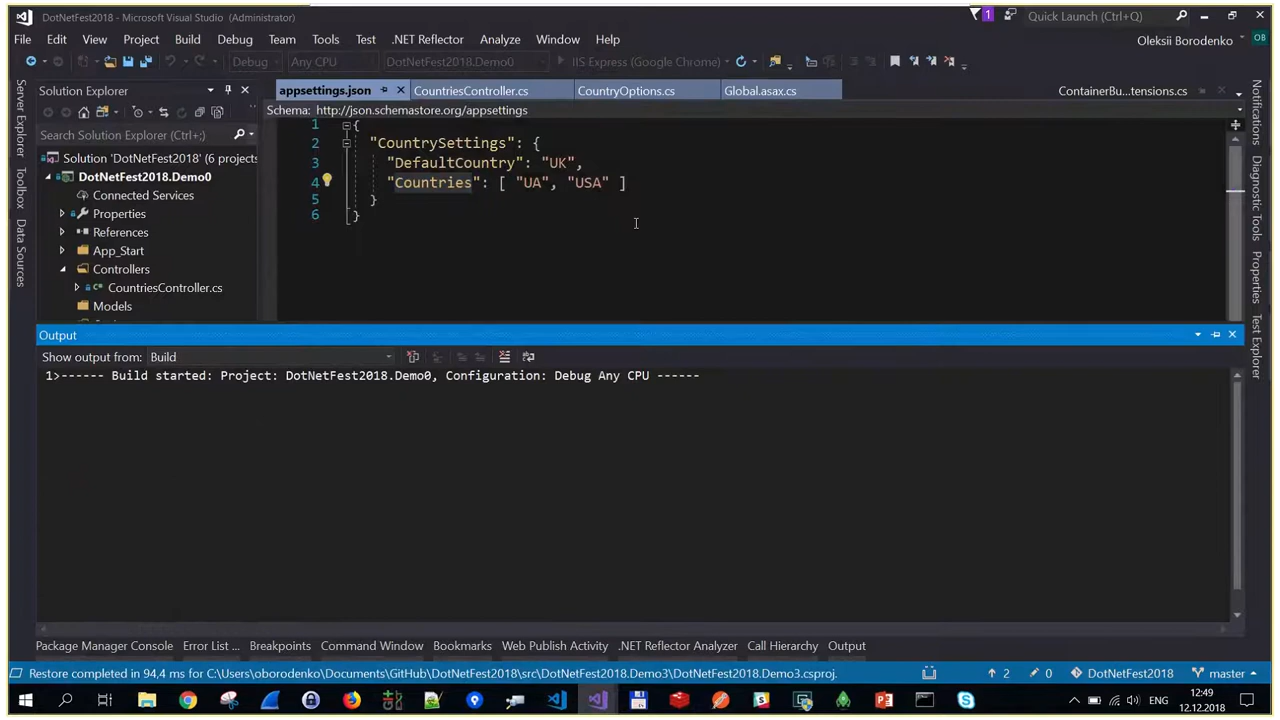 DotNetFest2018 - Microsoft Visual Studio (Administrator)
1
Quick Launch (Ctrl+Q)
File Edit View Project Build Debug Team Tools Test .NET Reflector Analyze Window Help
Oleksii Borodenko OB
Debug Any CPU DotNetFest2018.Demo0 IIS Express (Google Chrome)
Server Explorer
Toolbox
Data Sources
Solution Explorer
Search Solution Explorer (Ctrl+;)
Solution 'DotNetFest2018' (6 projects
DotNetFest2018.Demo0
Connected Services
Properties
References
App_Start
Controllers
CountriesController.cs
Models
appsettings.json CountriesController.cs CountryOptions.cs Global.asax.cs ContainerBu...tensions.cs
Schema: http://json.schemastore.org/appsettings
1 {
2 "CountrySettings": {
3 "DefaultCountry": "UK",
4 "Countries": [ "UA", "USA" ]
5 }
6 }
Notifications
Diagnostic Tools
Properties
Test Explorer
Output
Show output from: Build
1>------ Build started: Project: DotNetFest2018.Demo0, Configuration: Debug Any CPU ------
Package Manager Console Error List ... Breakpoints Command Window Bookmarks Web Publish Activity .NET Reflector Analyzer Call Hierarchy Output
Restore completed in 94,4 ms for C:\Users\oborodenko\Documents\GitHub\DotNetFest2018\src\DotNetFest2018.Demo3\DotNetFest2018.Demo3.csproj. 2 0 DotNetFest2018 master
ENG
12:49
12.12.2018